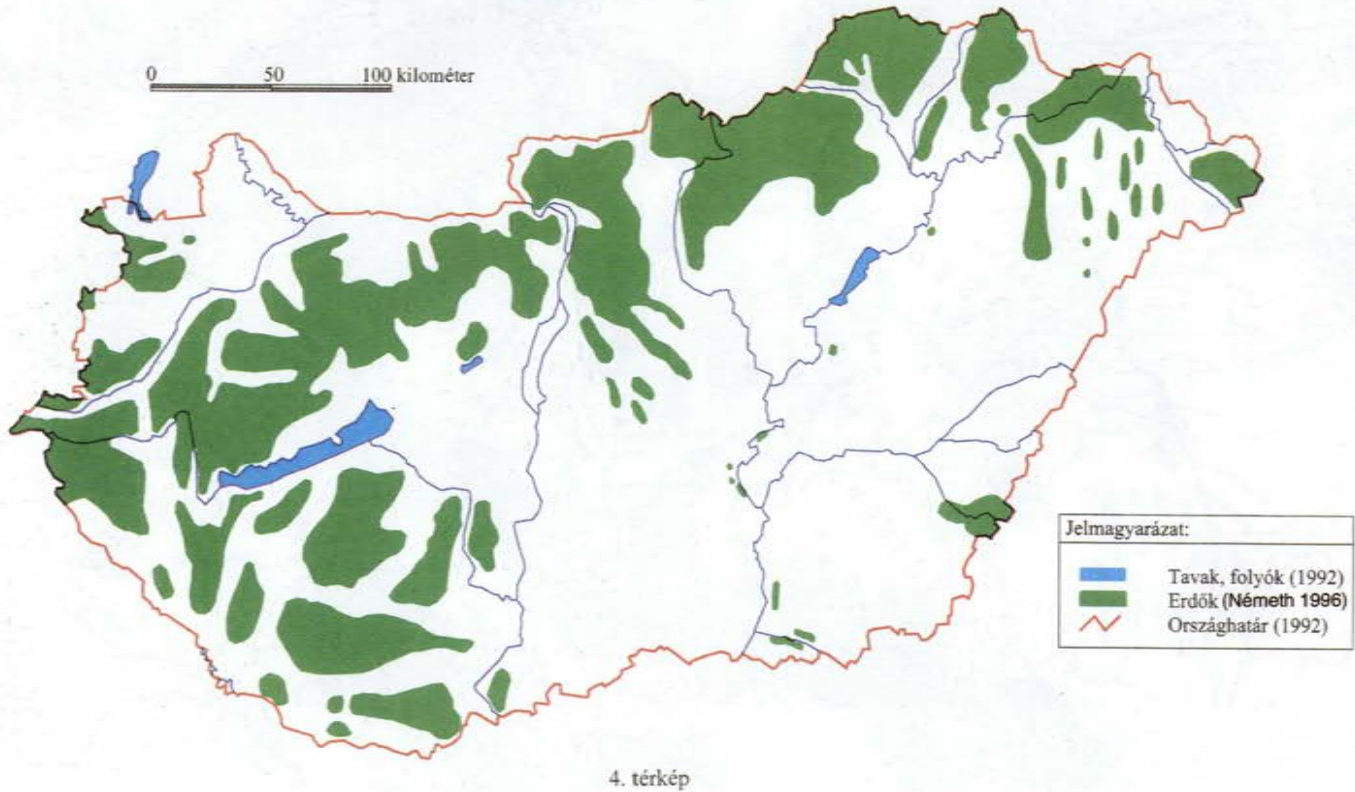 0 50 100 kilométer
Jelmagyarázat:
Tavak, folyók (1992)
Erdők (Németh 1996)
Országhatár (1992)
4. térkép